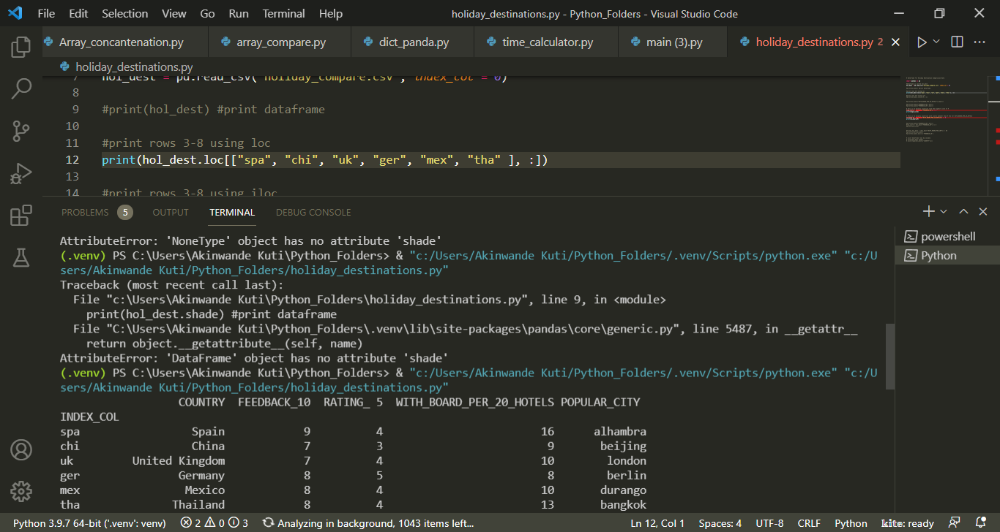 File Edit Selection View Go Run Terminal Help holiday_destinations.py - Python_Folders - Visual Studio Code
Array_concantenation.py array_compare.py dict_panda.py time_calculator.py main (3).py holiday_destinations.py 2
holiday_destinations.py
7 hol_dest = pd.read_csv("holiday_compare.csv", index_col = 0)
8
9 #print(hol_dest) #print dataframe
10
11 #print rows 3-8 using loc
12 print(hol_dest.loc[["spa", "chi", "uk", "ger", "mex", "tha" ], :])
13
14 #print rows 3-8 using iloc
PROBLEMS 5 OUTPUT TERMINAL DEBUG CONSOLE
powershell
Python
AttributeError: 'NoneType' object has no attribute 'shade'
(.venv) PS C:\Users\Akinwande Kuti\Python_Folders> & "c:/Users/Akinwande Kuti/Python_Folders/.venv/Scripts/python.exe" "c:/U
sers/Akinwande Kuti/Python_Folders/holiday_destinations.py"
Traceback (most recent call last):
  File "c:\Users\Akinwande Kuti\Python_Folders\holiday_destinations.py", line 9, in <module>
    print(hol_dest.shade) #print dataframe
  File "C:\Users\Akinwande Kuti\Python_Folders\.venv\lib\site-packages\pandas\core\generic.py", line 5487, in __getattr__
    return object.__getattribute__(self, name)
AttributeError: 'DataFrame' object has no attribute 'shade'
(.venv) PS C:\Users\Akinwande Kuti\Python_Folders> & "c:/Users/Akinwande Kuti/Python_Folders/.venv/Scripts/python.exe" "c:/U
sers/Akinwande Kuti/Python_Folders/holiday_destinations.py"
COUNTRY FEEDBACK_10 RATING_ 5 WITH_BOARD_PER_20_HOTELS POPULAR_CITY
INDEX_COL
spa Spain 9 4 16 alhambra
chi China 7 3 9 beijing
uk United Kingdom 7 4 10 london
ger Germany 8 5 8 berlin
mex Mexico 8 4 10 durango
tha Thailand 8 4 13 bangkok
Python 3.9.7 64-bit ('.venv': venv) 2 0 3 Analyzing in background, 1043 items left... Ln 12, Col 1 Spaces: 4 UTF-8 CRLF Python kite: ready